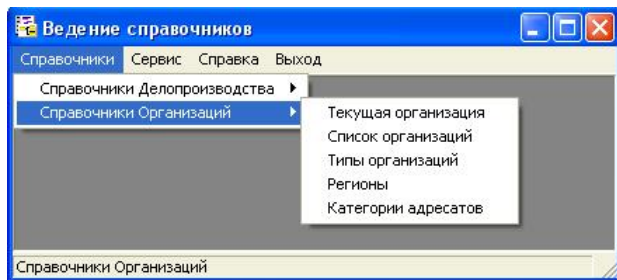 Ведение справочников
Справочники Сервис Справка Выход
Справочники Делопроизводства
Справочники Организаций
Текущая организация
Список организаций
Типы организаций
Регионы
Категории адресатов
Справочники Организаций